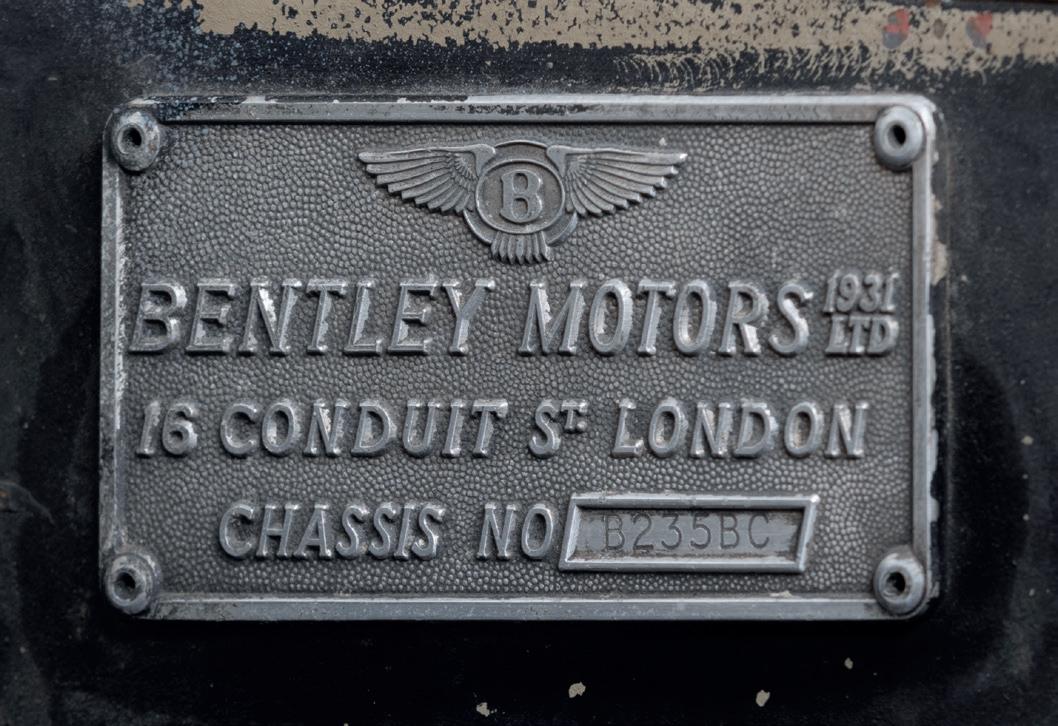 B
BENTLEY MOTORS 1931 LTD
16 CONDUIT ST. LONDON
CHASSIS NO B235BC